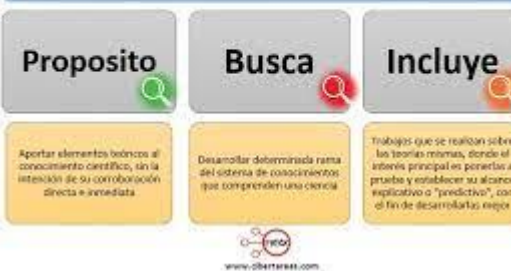 Proposito
Aportar elementos teóricos al
conocimiento científico, sin la
intención de su corroboración
directa e inmediata
Busca
Desarrollar determinada rama
del sistema de conocimientos
que comprenden una ciencia
Incluye
Trabajos que se realizan sobre
las teorías mismas, donde el
interés principal es ponerlas a
prueba y establecer su alcance
explicativo o "predictivo", con
el fin de desarrollarlas mejor
www.cibertareas.com